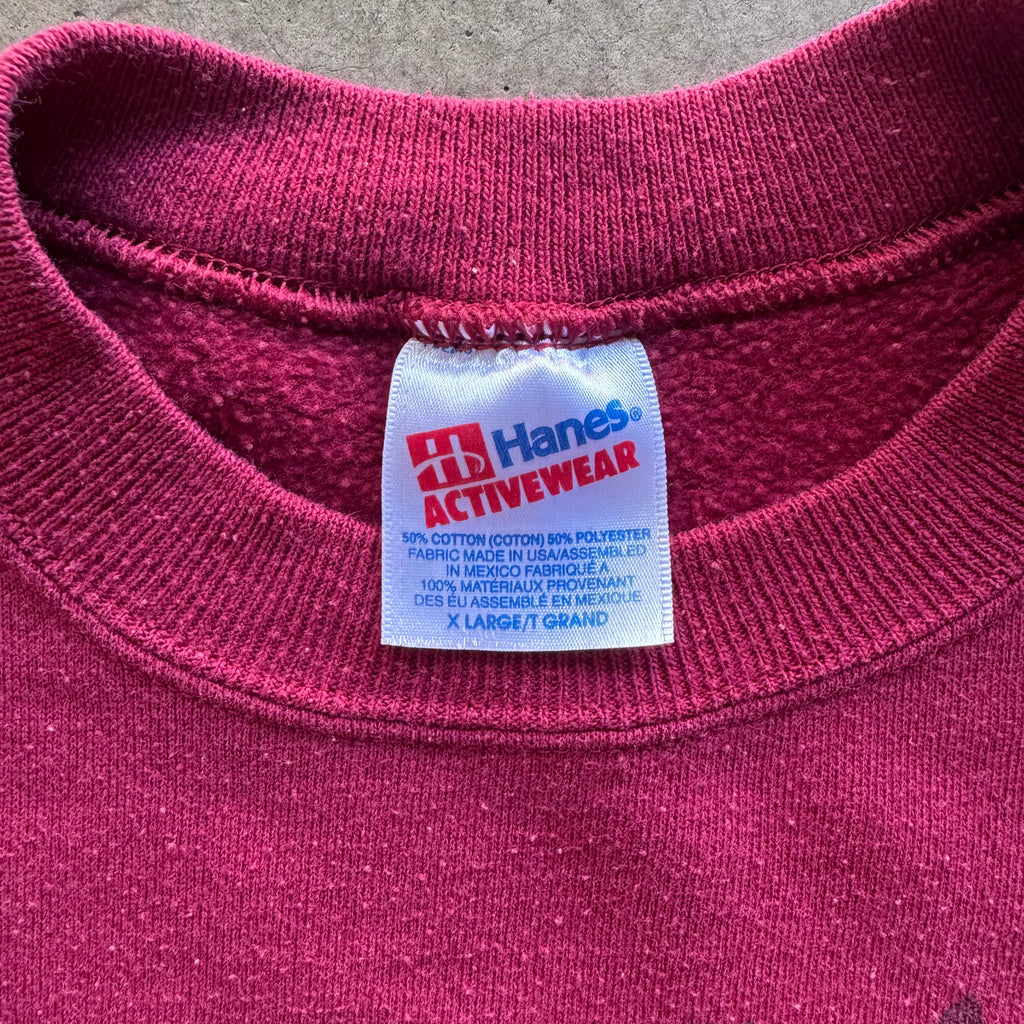 Hanes®
ACTIVEWEAR
50% COTTON (COTON) 50% POLYESTER
FABRIC MADE IN USA/ASSEMBLED
IN MEXICO FABRIQUÉ A
100% MATÉRIAUX PROVENANT
DES ÉU ASSEMBLÉ EN MEXIQUE
X LARGE/T GRAND